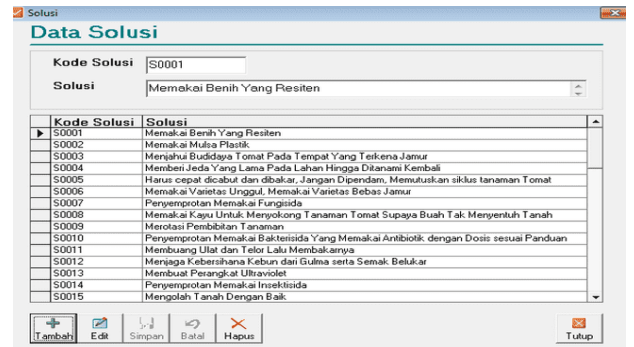 Solusi
Data Solusi
Kode Solusi S0001
Solusi Memakai Benih Yang Resiten
Kode Solusi Solusi
S0001 Memakai Benih Yang Resiten
S0002 Memakai Mulsa Plastik
S0003 Menjahui Budidaya Tomat Pada Tempat Yang Terkena Jamur
S0004 Memberi Jeda Yang Lama Pada Lahan Hingga Ditanami Kembali
S0005 Harus cepat dicabut dan dibakar, Jangan Dipendam, Memutuskan siklus tanaman Tomat
S0006 Memakai Varietas Unggul, Memakai Varietas Bebas Jamur
S0007 Penyemprotan Memakai Fungisida
S0008 Memakai Kayu Untuk Menyokong Tanaman Tomat Supaya Buah Tak Menyentuh Tanah
S0009 Merotasi Pembibitan Tanaman
S0010 Penyemprotan Memakai Bakterisida Yang Memakai Antibiotik dengan Dosis sesuai Panduan
S0011 Membuang Ulat dan Telor Lalu Membakarnya
S0012 Menjaga Kebersihana Kebun dari Gulma serta Semak Belukar
S0013 Membuat Perangkat Ultraviolet
S0014 Penyemprotan Memakai Insektisida
S0015 Mengolah Tanah Dengan Baik
Tambah Edit Simpan Batal Hapus Tutup